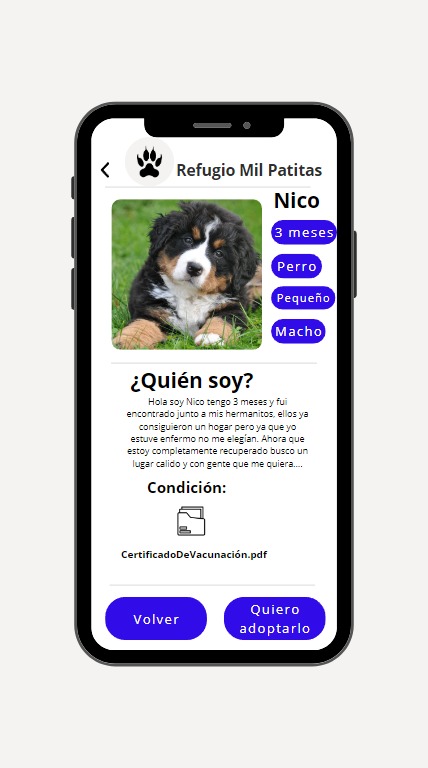 Refugio Mil Patitas
Nico
3 meses
Perro
Pequeño
Macho
¿Quién soy?
Hola soy Nico tengo 3 meses y fui
encontrado junto a mis hermanitos, ellos ya
consiguieron un hogar pero ya que yo
estuve enfermo no me elegían. Ahora que
estoy completamente recuperado busco un
lugar calido y con gente que me quiera....
Condición:
CertificadoDeVacunación.pdf
Volver
Quiero
adoptarlo